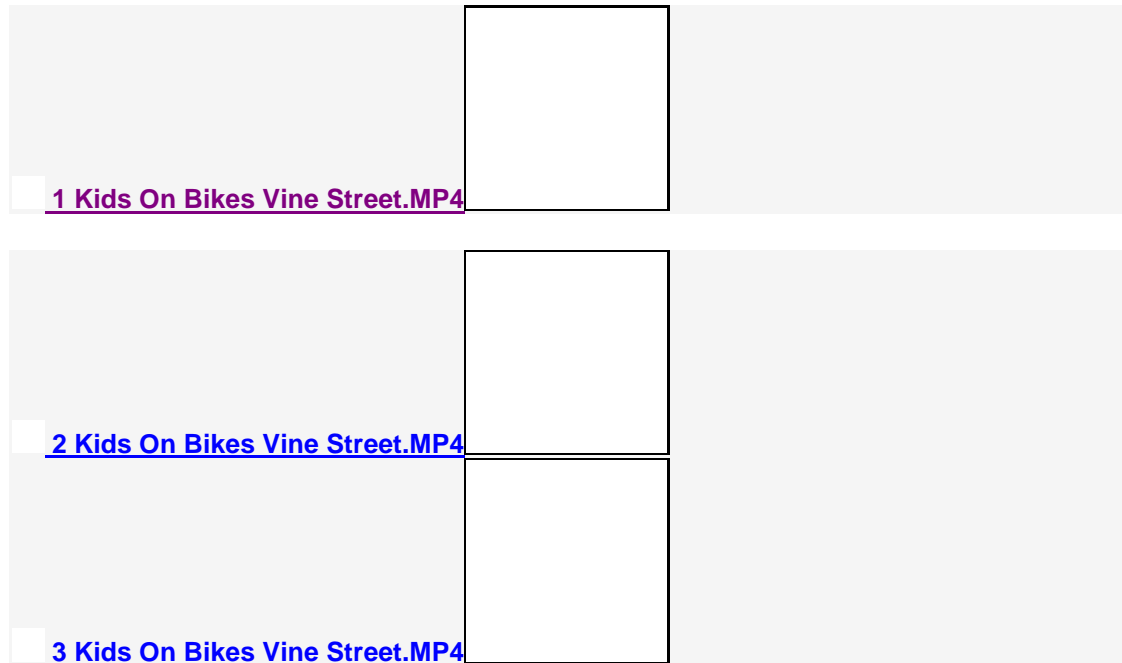 1 Kids On Bikes Vine Street.MP4
2 Kids On Bikes Vine Street.MP4
3 Kids On Bikes Vine Street.MP4